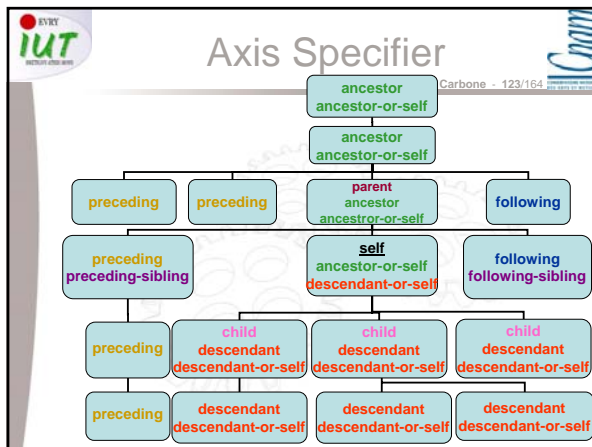 EVRY
IUT
Axis Specifier
Carbone - 123/164
Cnam
ancestor
ancestor-or-self
ancestor
ancestor-or-self
preceding
preceding
parent
ancestor
ancestror-or-self
following
preceding
preceding-sibling
self
ancestor-or-self
descendant-or-self
following
following-sibling
preceding
child
descendant
descendant-or-self
child
descendant
descendant-or-self
child
descendant
descendant-or-self
preceding
descendant
descendant-or-self
descendant
descendant-or-self
descendant
descendant-or-self